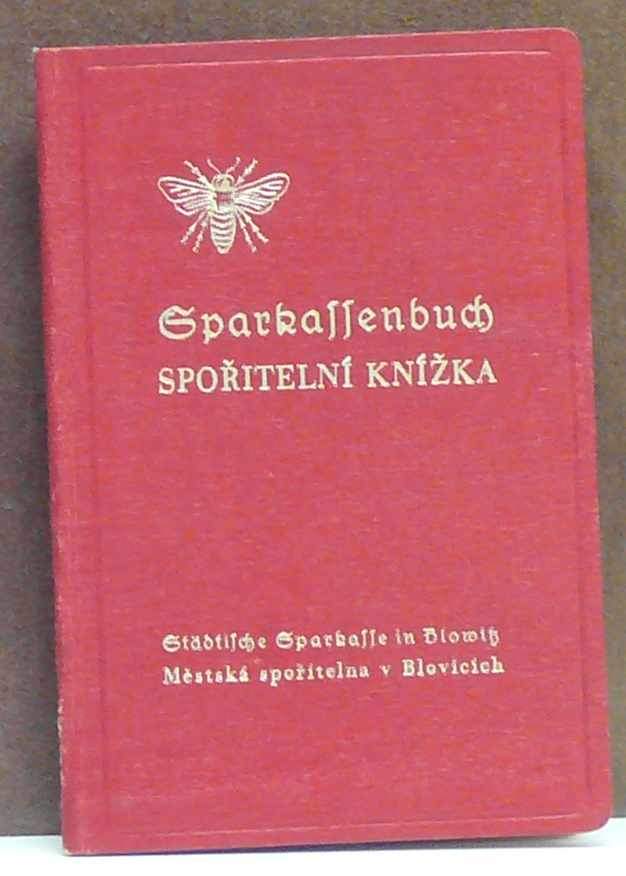 Sparkaſſenbuch
SPOŘITELNÍ KNÍŽKA
Städtiſche Sparkaſſe in Blowitz
Městská spořitelna v Blovicích